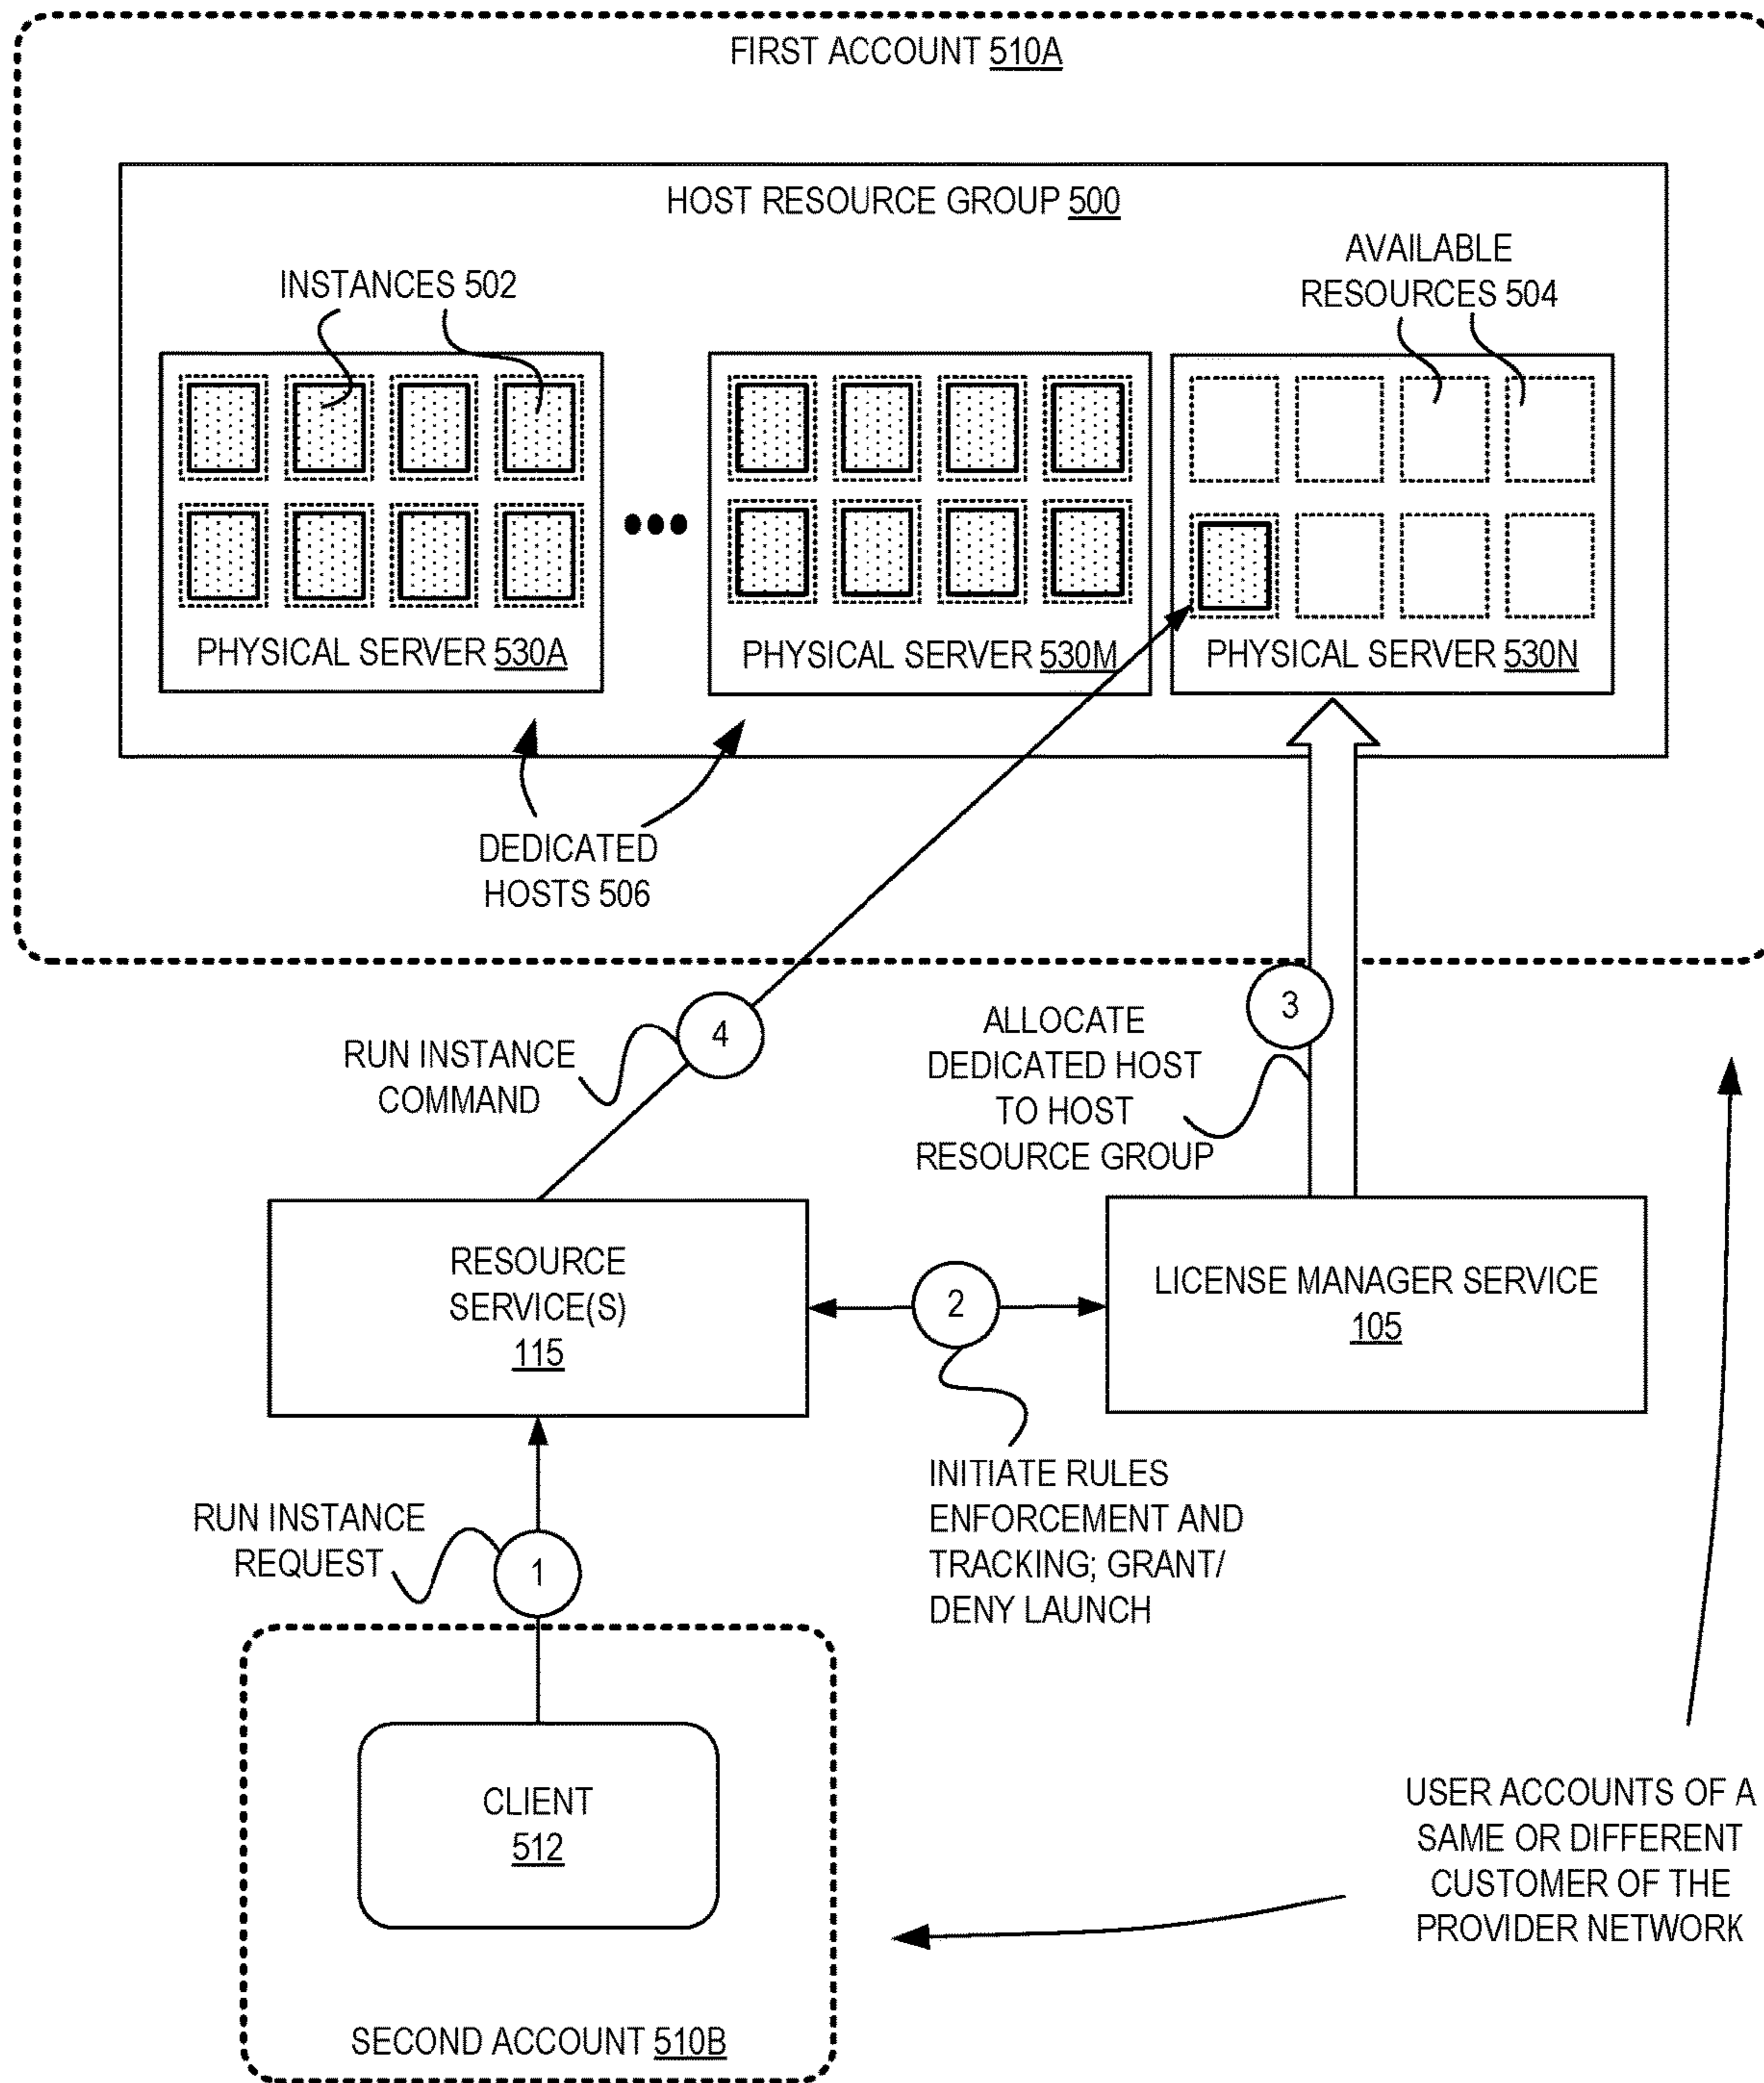 FIRST ACCOUNT 510A
HOST RESOURCE GROUP 500
INSTANCES 502
AVAILABLE
RESOURCES 504
PHYSICAL SERVER 530A
PHYSICAL SERVER 530M
PHYSICAL SERVER 530N
DEDICATED
HOSTS 506
4
RUN INSTANCE
COMMAND
3
ALLOCATE
DEDICATED HOST
TO HOST
RESOURCE GROUP
RESOURCE
SERVICE(S)
115
2
LICENSE MANAGER SERVICE
105
INITIATE RULES
ENFORCEMENT AND
TRACKING; GRANT/
DENY LAUNCH
RUN INSTANCE
REQUEST
1
CLIENT
512
SECOND ACCOUNT 510B
USER ACCOUNTS OF A
SAME OR DIFFERENT
CUSTOMER OF THE
PROVIDER NETWORK